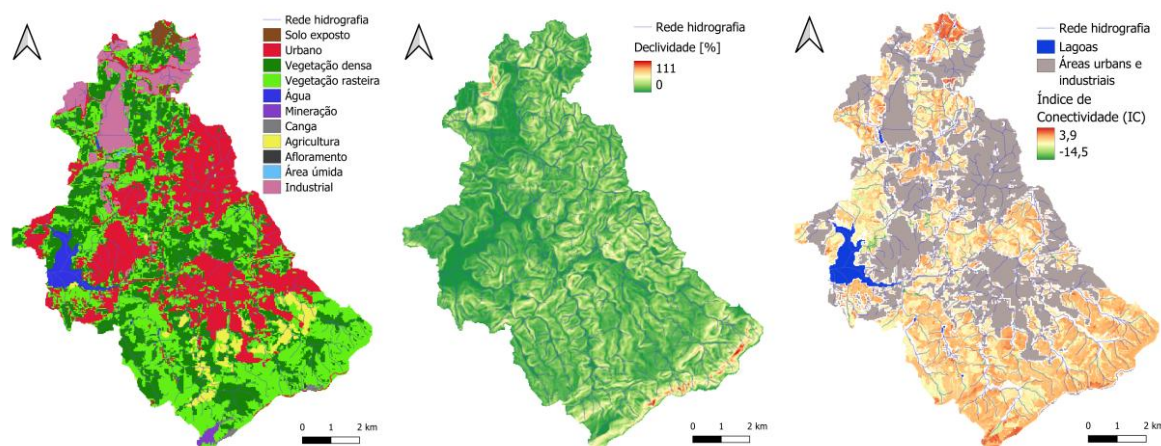 Rede hidrografia
Solo exposto
Urbano
Vegetação densa
Vegetação rasteira
Água
Mineração
Canga
Agricultura
Afloramento
Área úmida
Industrial
0 1 2 km
Rede hidrografia
Declividade [%]
111
0
0 1 2 km
Rede hidrografia
Lagoas
Áreas urbans e
industriais
Índice de
Conectividade (IC)
3,9
-14,5
0 1 2 km